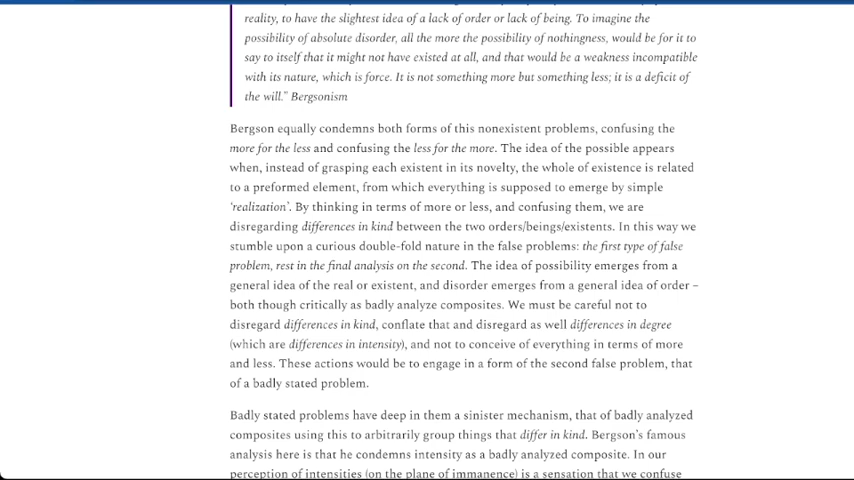 reality, to have the slightest idea of a lack of order or lack of being. To imagine the
possibility of absolute disorder, all the more the possibility of nothingness, would be for it to
say to itself that it might not have existed at all, and that would be a weakness incompatible
with its nature, which is force. It is not something more but something less; it is a deficit of
the will.” Bergsonism
Bergson equally condemns both forms of this nonexistent problems, confusing the
more for the less and confusing the less for the more. The idea of the possible appears
when, instead of grasping each existent in its novelty, the whole of existence is related
to a preformed element, from which everything is supposed to emerge by simple
‘realization’. By thinking in terms of more or less, and confusing them, we are
disregarding differences in kind between the two orders/beings/existents. In this way we
stumble upon a curious double-fold nature in the false problems: the first type of false
problem, rest in the final analysis on the second. The idea of possibility emerges from a
general idea of the real or existent, and disorder emerges from a general idea of order –
both though critically as badly analyze composites. We must be careful not to
disregard differences in kind, conflate that and disregard as well differences in degree
(which are differences in intensity), and not to conceive of everything in terms of more
and less. These actions would be to engage in a form of the second false problem, that
of a badly stated problem.
Badly stated problems have deep in them a sinister mechanism, that of badly analyzed
composites using this to arbitrarily group things that differ in kind. Bergson’s famous
analysis here is that he condemns intensity as a badly analyzed composite. In our
perception of intensities (on the plane of immanence) is a sensation that we confuse